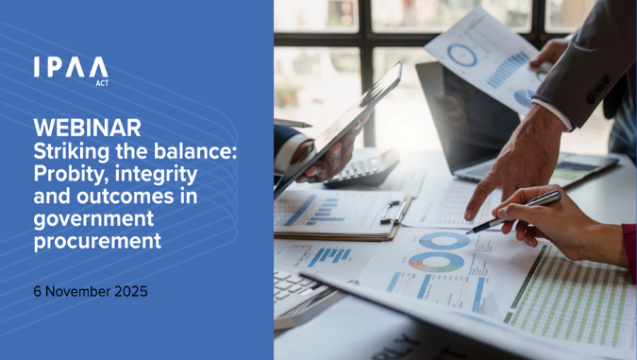 IPAA
ACT
WEBINAR
Striking the balance:
Probity, integrity
and outcomes in
government
procurement
6 November 2025